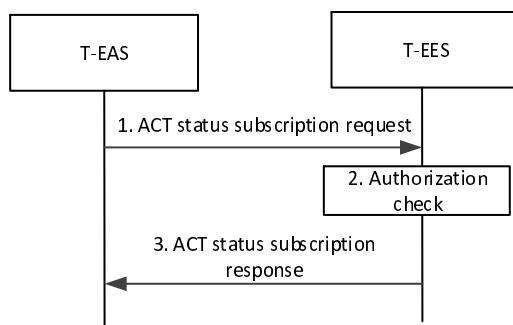 T-EAS
T-EES
1. ACT status subscription request
2. Authorization
check
3. ACT status subscription
response